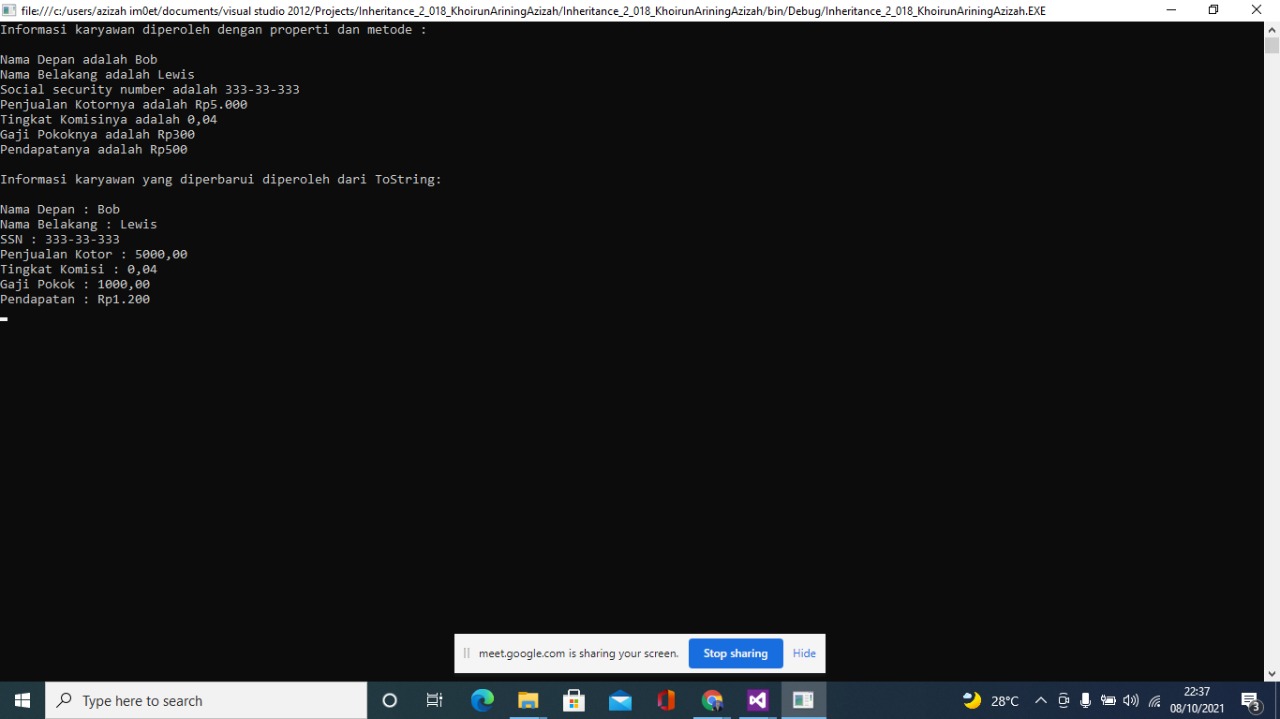 file:///c:/users/azizah im0et/documents/visual studio 2012/Projects/Inheritance_2_018_KhoirunAriningAzizah/Inheritance_2_018_KhoirunAriningAzizah/bin/Debug/Inheritance_2_018_KhoirunAriningAzizah.EXE
Informasi karyawan diperoleh dengan properti dan metode :
Nama Depan adalah Bob
Nama Belakang adalah Lewis
Social security number adalah 333-33-333
Penjualan Kotornya adalah Rp5.000
Tingkat Komisinya adalah 0,04
Gaji Pokoknya adalah Rp300
Pendapatanya adalah Rp500
Informasi karyawan yang diperbarui diperoleh dari ToString:
Nama Depan : Bob
Nama Belakang : Lewis
SSN : 333-33-333
Penjualan Kotor : 5000,00
Tingkat Komisi : 0,04
Gaji Pokok : 1000,00
Pendapatan : Rp1.200
meet.google.com is sharing your screen. Stop sharing Hide
Type here to search
28°C
22:37
08/10/2021
3